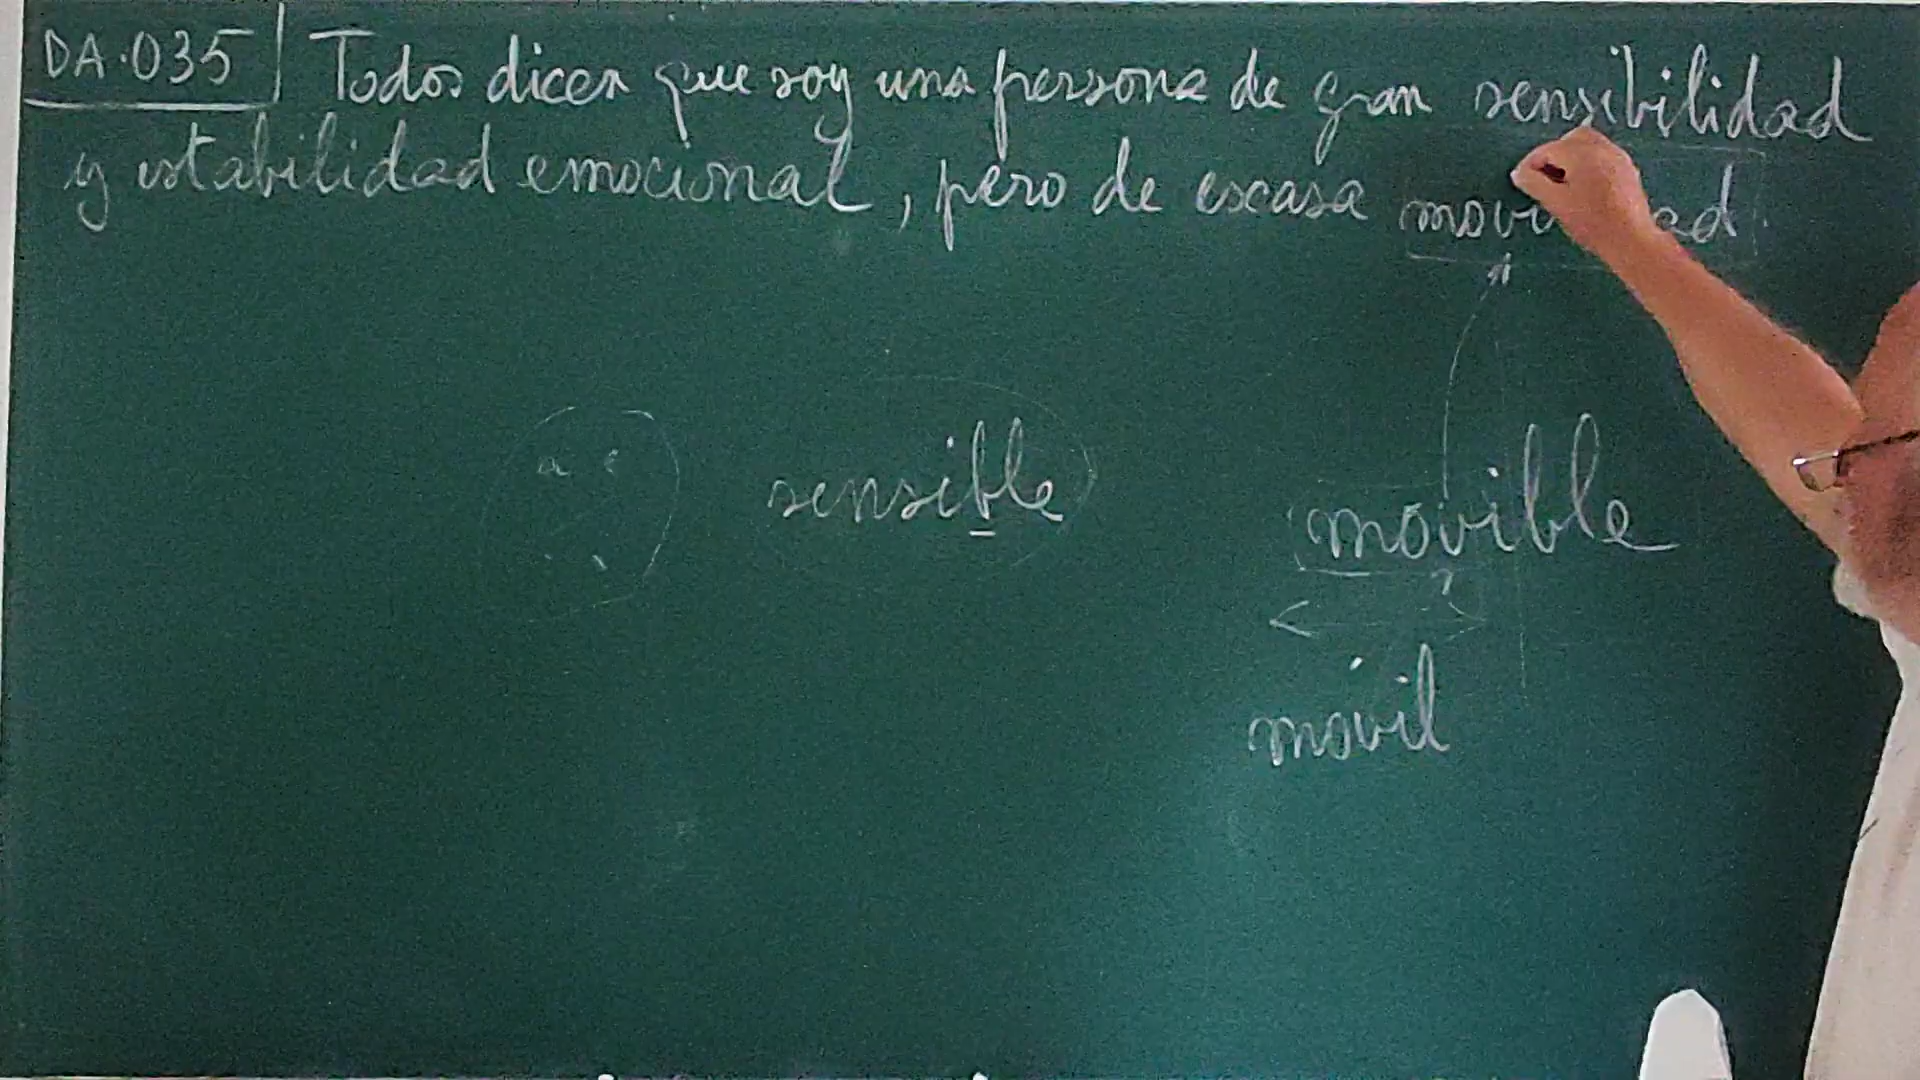 DA·035 Todos dicen que soy una persona de gran sensibilidad
y estabilidad emocional, pero de escasa
sensible
movible
móvil